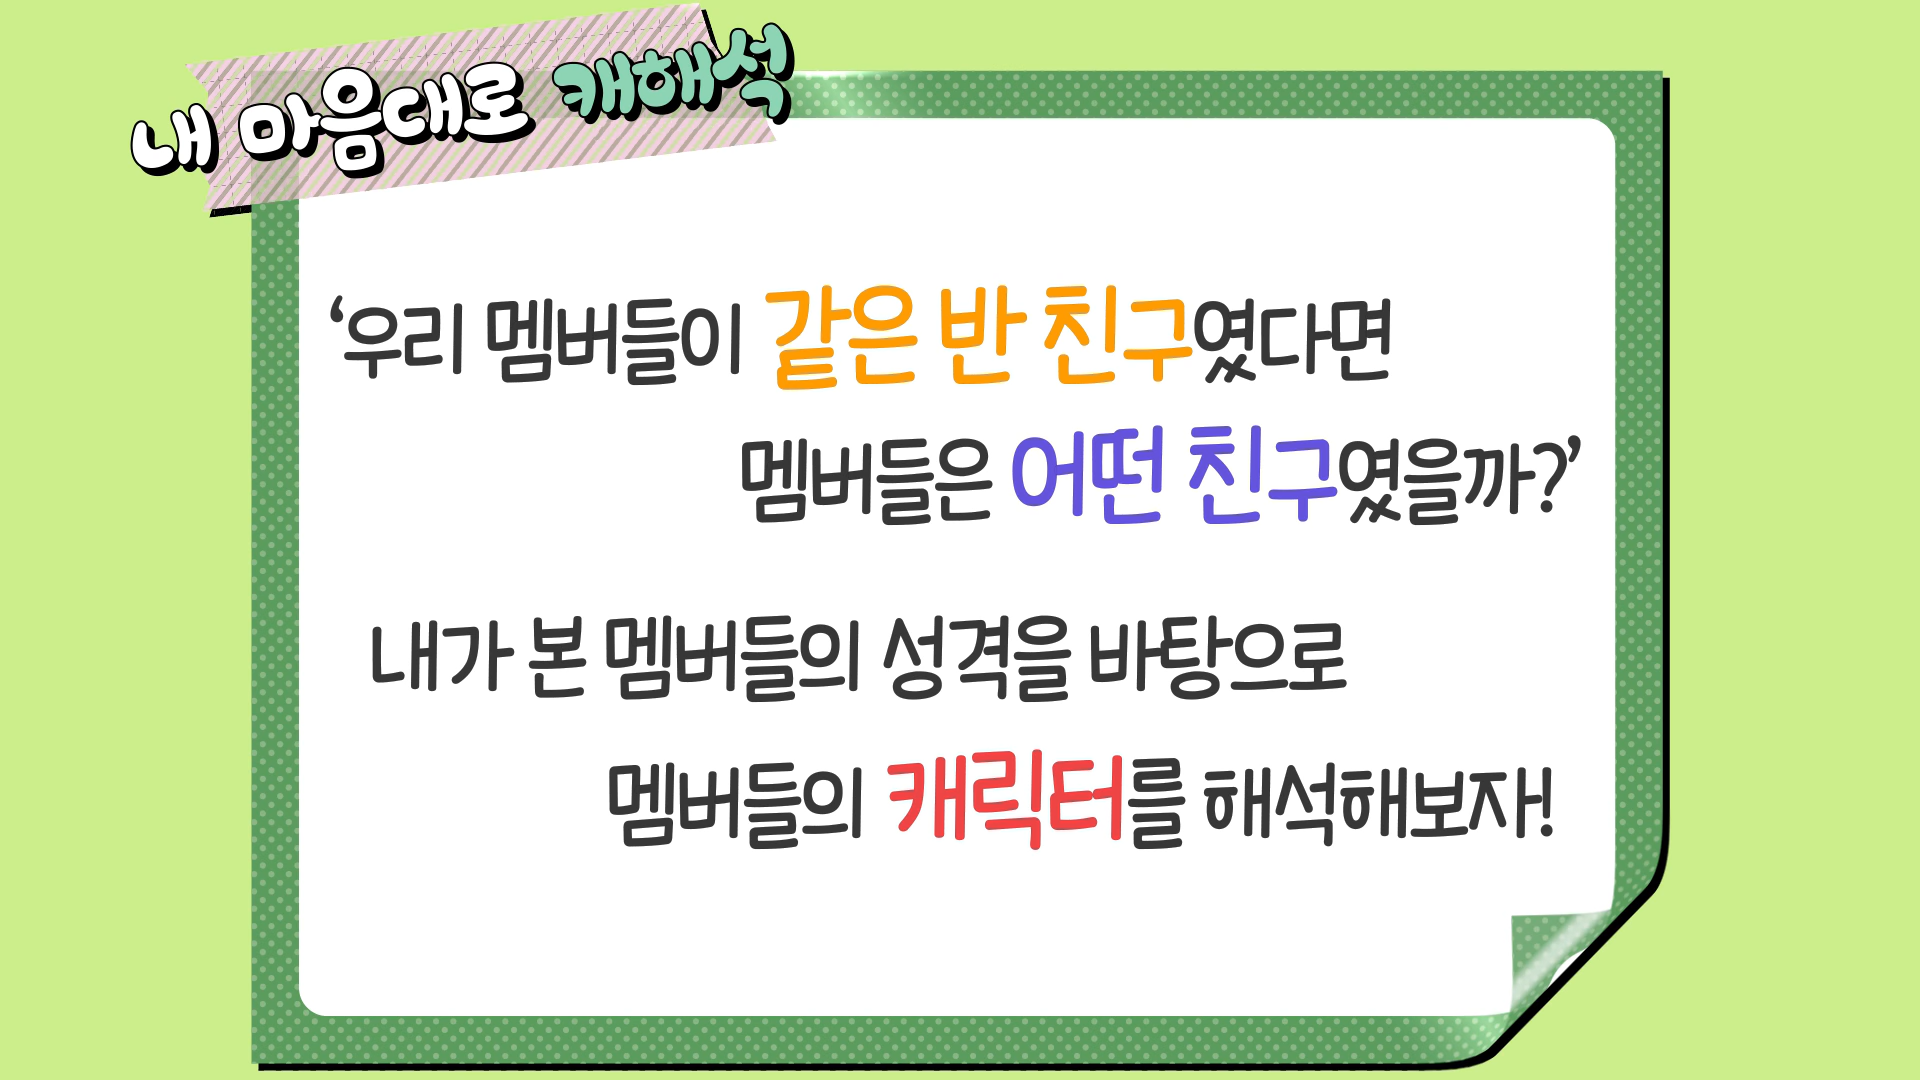 내 마음대로 캐해석
‘우리 멤버들이 같은 반 친구였다면
멤버들은 어떤 친구였을까?’
내가 본 멤버들의 성격을 바탕으로
멤버들의 캐릭터를 해석해보자!